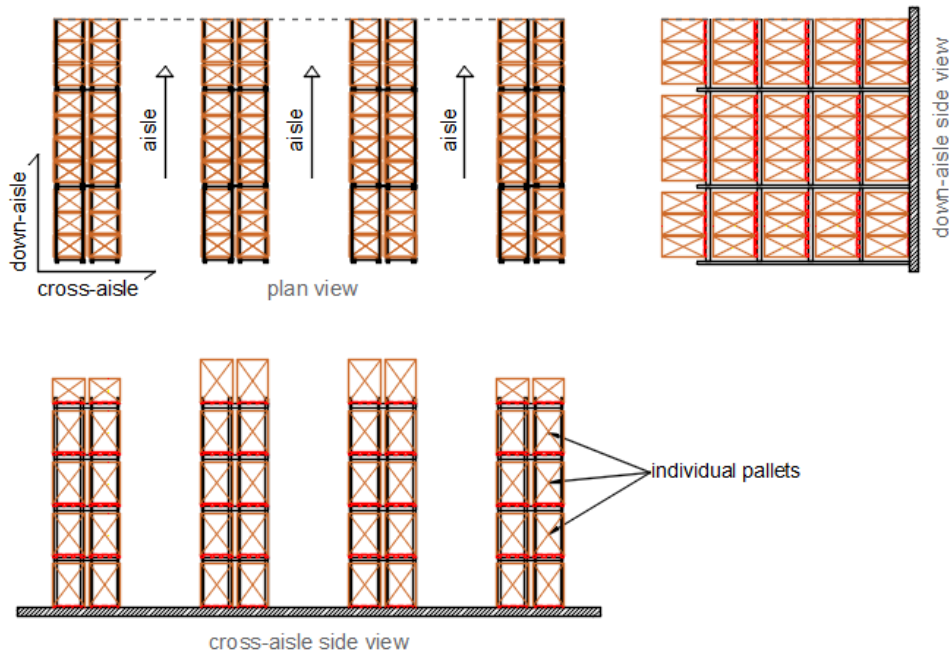 aisle
aisle
aisle
down-aisle
cross-aisle
plan view
down-aisle side view
individual pallets
cross-aisle side view